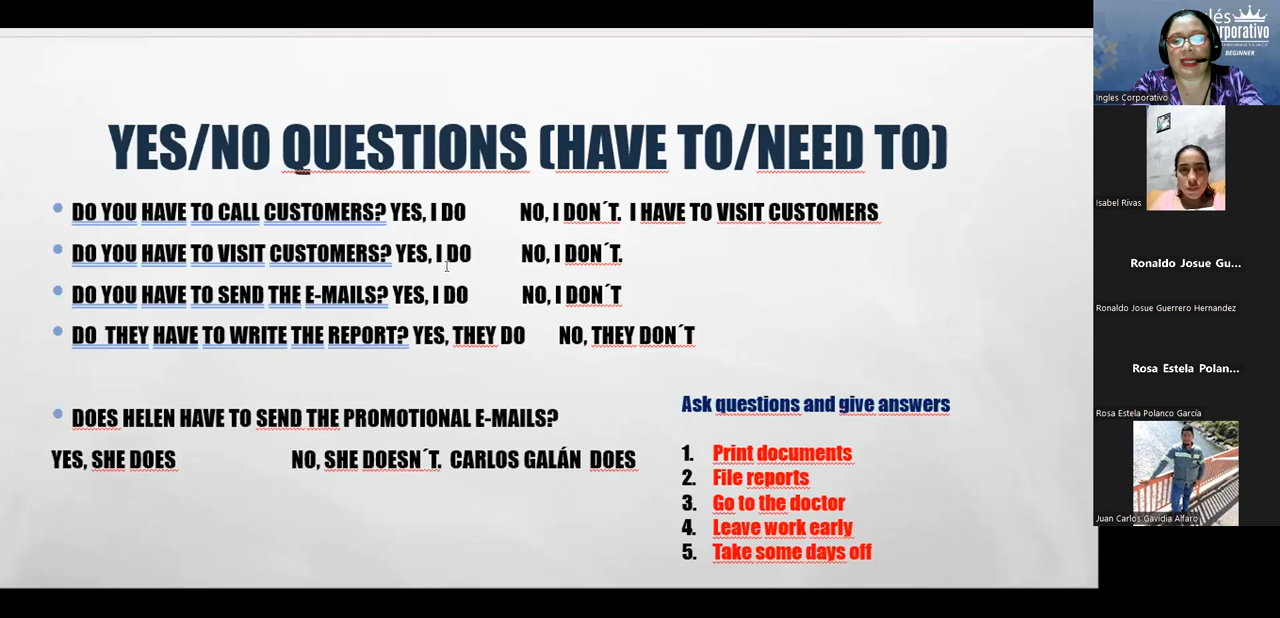 YES/NO QUESTIONS (HAVE TO/NEED TO)
DO YOU HAVE TO CALL CUSTOMERS? YES, I DO NO, I DON´T. I HAVE TO VISIT CUSTOMERS
DO YOU HAVE TO VISIT CUSTOMERS? YES, I DO NO, I DON´T.
DO YOU HAVE TO SEND THE E-MAILS? YES, I DO NO, I DON´T
DO THEY HAVE TO WRITE THE REPORT? YES, THEY DO NO, THEY DON´T
DOES HELEN HAVE TO SEND THE PROMOTIONAL E-MAILS?
YES, SHE DOES NO, SHE DOESN´T. CARLOS GALÁN DOES
Ask questions and give answers
1. Print documents
2. File reports
3. Go to the doctor
4. Leave work early
5. Take some days off
BEGINNER
Ingles Corporativo
Isabel Rivas
Ronaldo Josue Gu...
Ronaldo Josue Guerrero Hernandez
Rosa Estela Polan...
Rosa Estela Polanco García
Juan Carlos Gavidia Alfaro